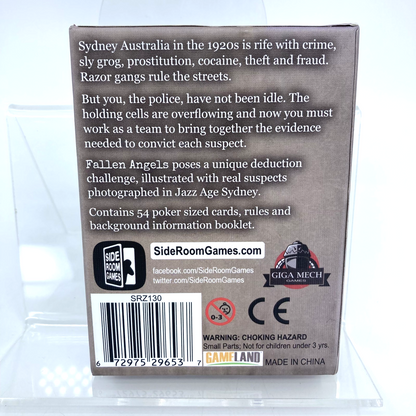 Sydney Australia in the 1920s is rife with crime,
sly grog, prostitution, cocaine, theft and fraud.
Razor gangs rule the streets.
But you, the police, have not been idle. The
holding cells are overflowing and now you must
work as a team to bring together the evidence
needed to convict each suspect.
Fallen Angels poses a unique deduction
challenge, illustrated with real suspects
photographed in Jazz Age Sydney.
Contains 54 poker sized cards, rules and
background information booklet.
SIDE
ROOM
GAMES
SideRoomGames.com
facebook.com/SideRoomGames
twitter.com/SideRoomGames
GIGA MECH
GAMES
SRZ130
6 72975 29653 7
0-3
CE
WARNING: CHOKING HAZARD
Small Parts; Not for children under 3 yrs.
GAMELAND
MADE IN CHINA